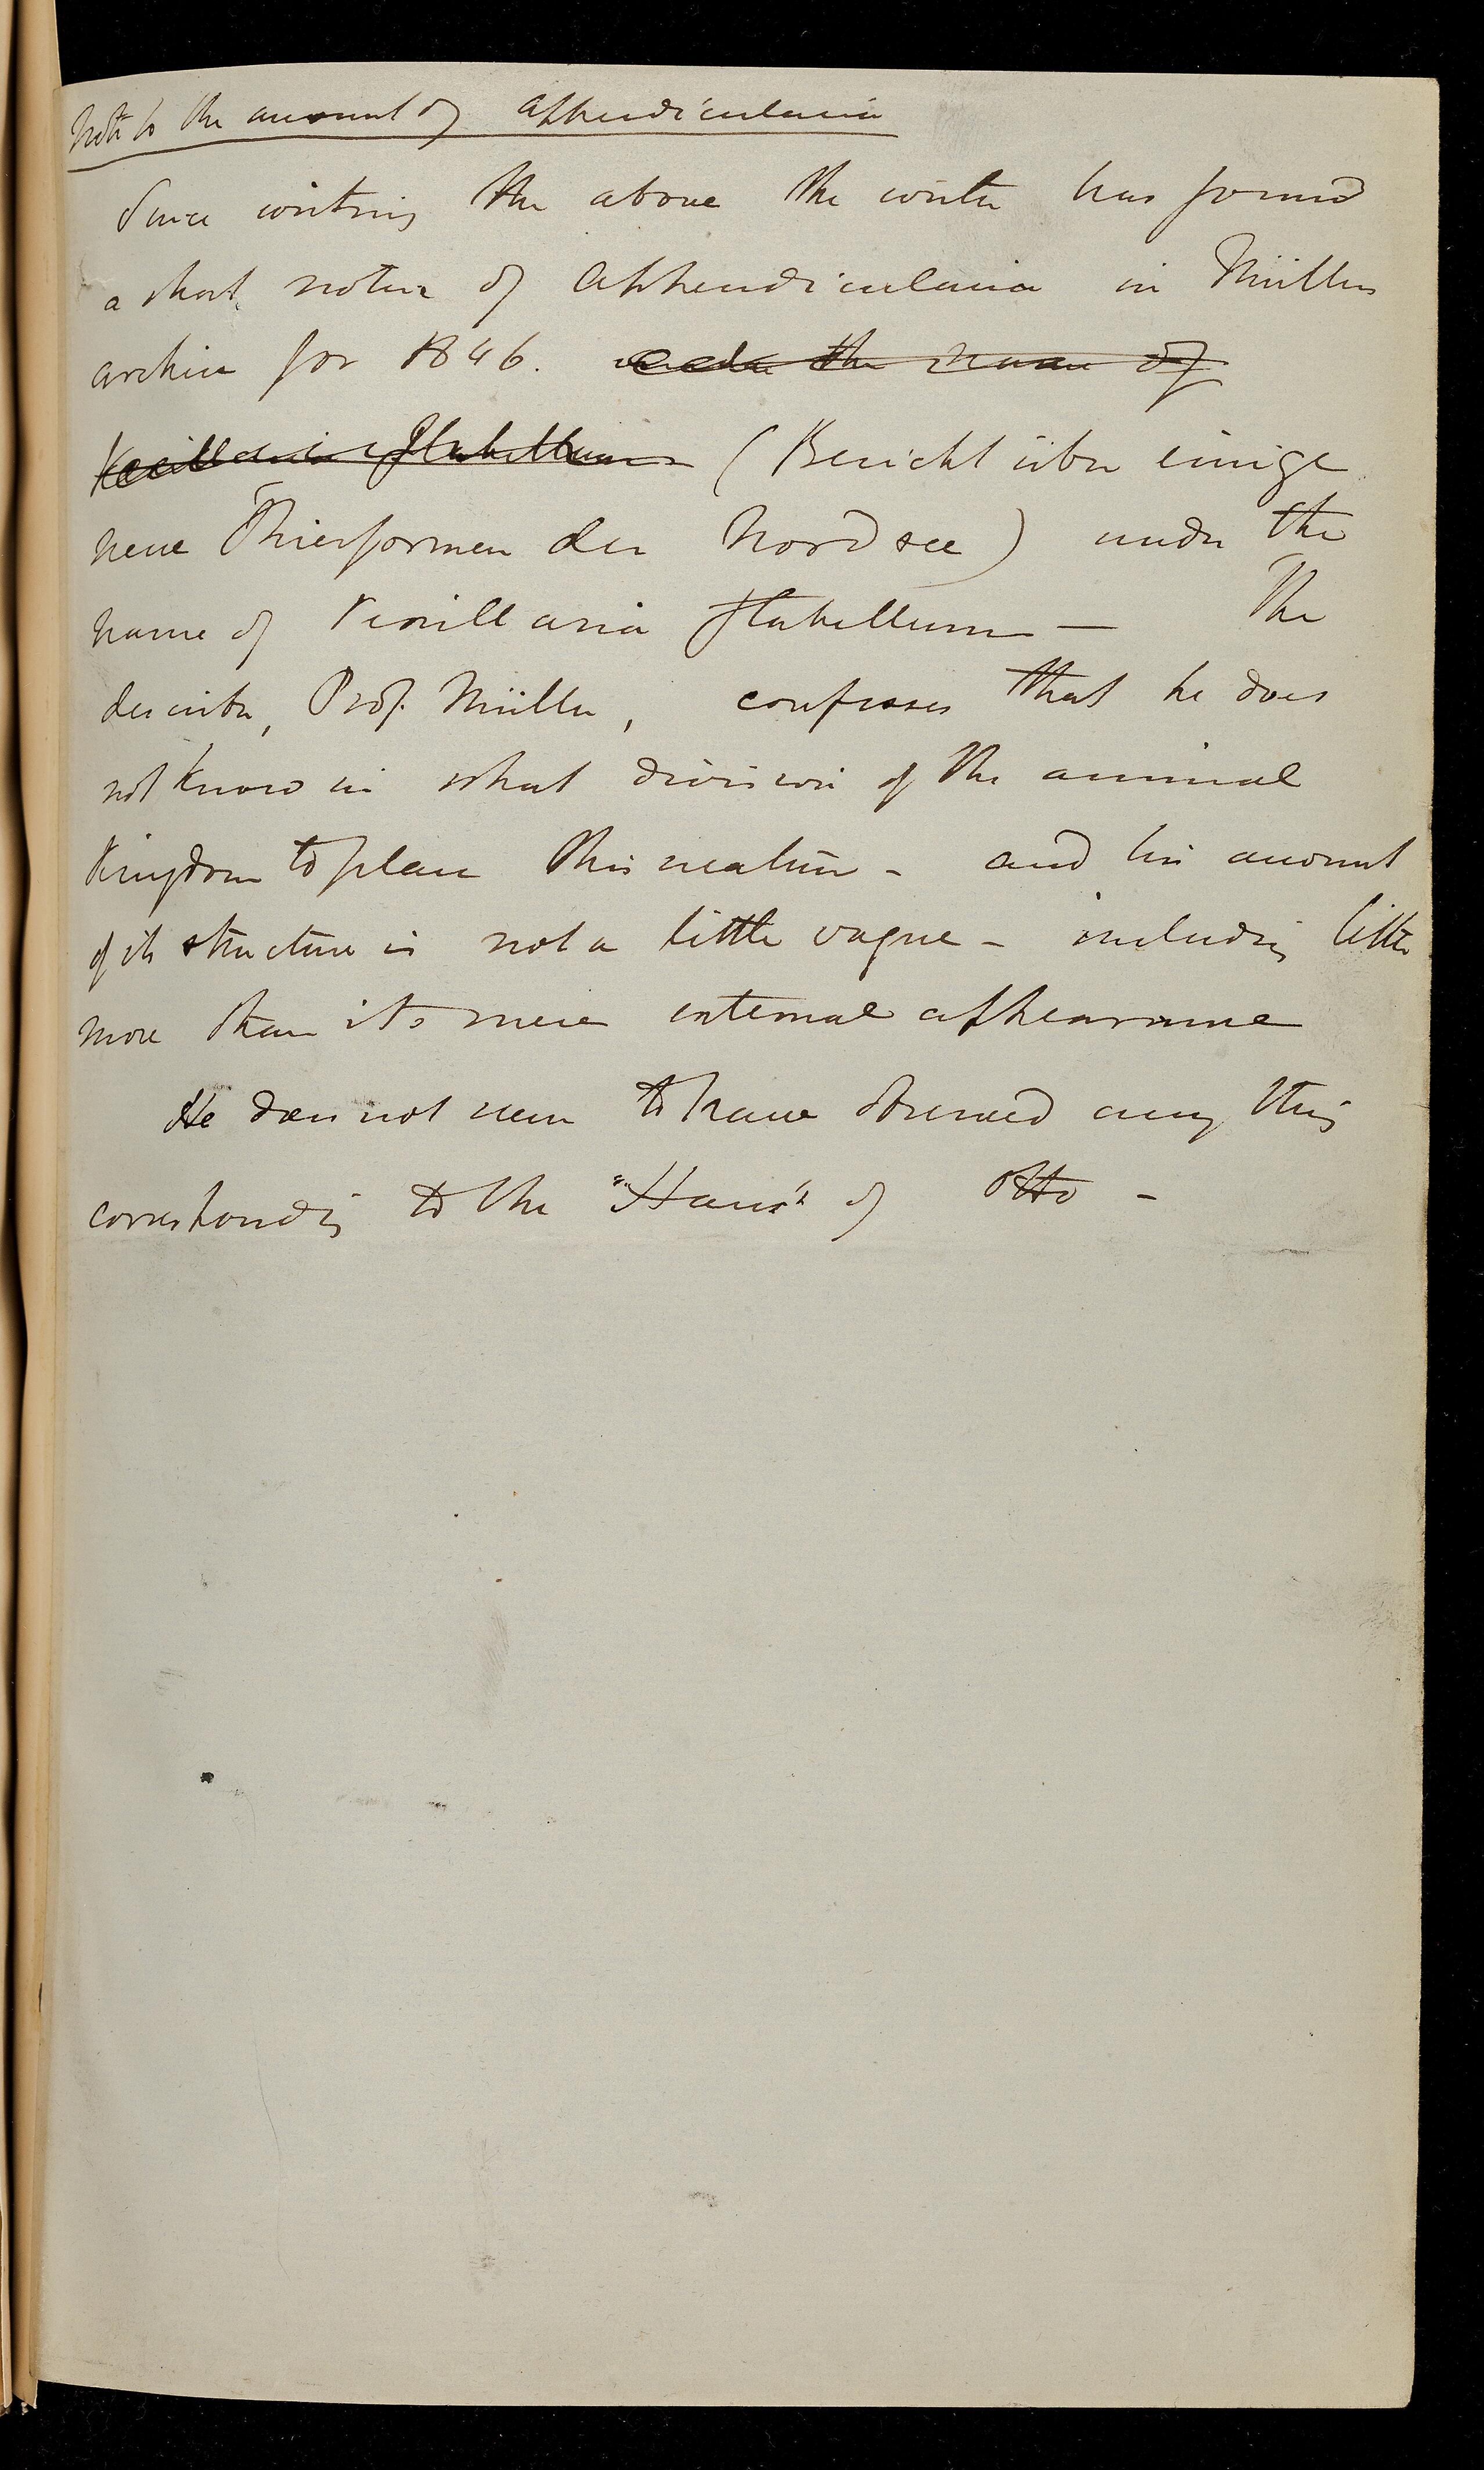 Note to the account of Appendicularia
Since writing the above the writer has found
a short notice of Appendicularia in Müllers
Archiv for 1846. under the name of
Vexillaria flabellum (Bericht über einige
neue Thierformen der Nordsee) under the
name of Vexillaria flabellum — The
describer, Prof. Müller, confesses that he does
not know in what division of the animal
Kingdom to place this creature - and his account
of its structure is not a little vague - including little
more than its mere external appearance
He does not seem to have observed any thing
corresponding to the "Haus" of Otto -